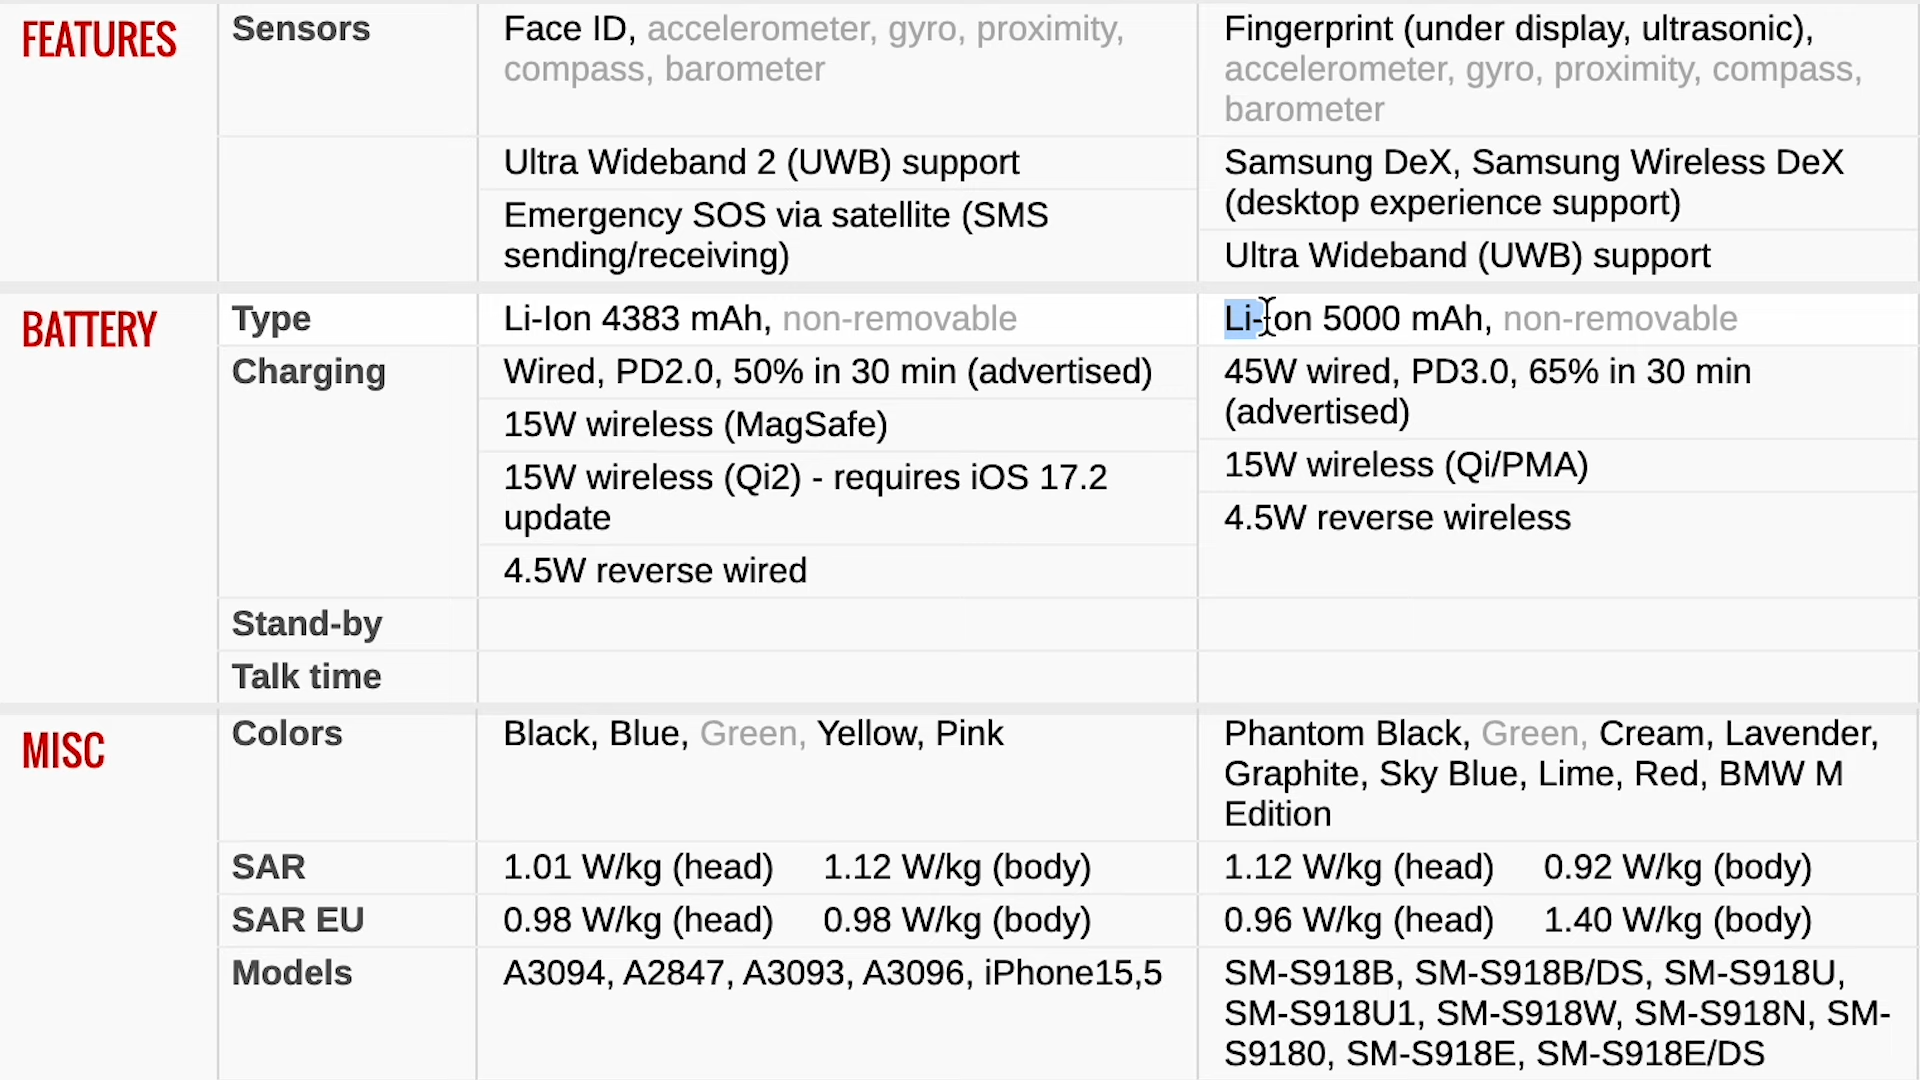 FEATURES
Sensors
Face ID, accelerometer, gyro, proximity,
compass, barometer
Fingerprint (under display, ultrasonic),
accelerometer, gyro, proximity, compass,
barometer
Ultra Wideband 2 (UWB) support
Emergency SOS via satellite (SMS
sending/receiving)
Samsung DeX, Samsung Wireless DeX
(desktop experience support)
Ultra Wideband (UWB) support
BATTERY
Type
Li-Ion 4383 mAh, non-removable
Li-Ion 5000 mAh, non-removable
Charging
Wired, PD2.0, 50% in 30 min (advertised)
15W wireless (MagSafe)
15W wireless (Qi2) - requires iOS 17.2
update
4.5W reverse wired
45W wired, PD3.0, 65% in 30 min
(advertised)
15W wireless (Qi/PMA)
4.5W reverse wireless
Stand-by
Talk time
MISC
Colors
Black, Blue, Green, Yellow, Pink
Phantom Black, Green, Cream, Lavender,
Graphite, Sky Blue, Lime, Red, BMW M
Edition
SAR
1.01 W/kg (head) 1.12 W/kg (body)
1.12 W/kg (head) 0.92 W/kg (body)
SAR EU
0.98 W/kg (head) 0.98 W/kg (body)
0.96 W/kg (head) 1.40 W/kg (body)
Models
A3094, A2847, A3093, A3096, iPhone15,5
SM-S918B, SM-S918B/DS, SM-S918U,
SM-S918U1, SM-S918W, SM-S918N, SM-
S9180, SM-S918E, SM-S918E/DS